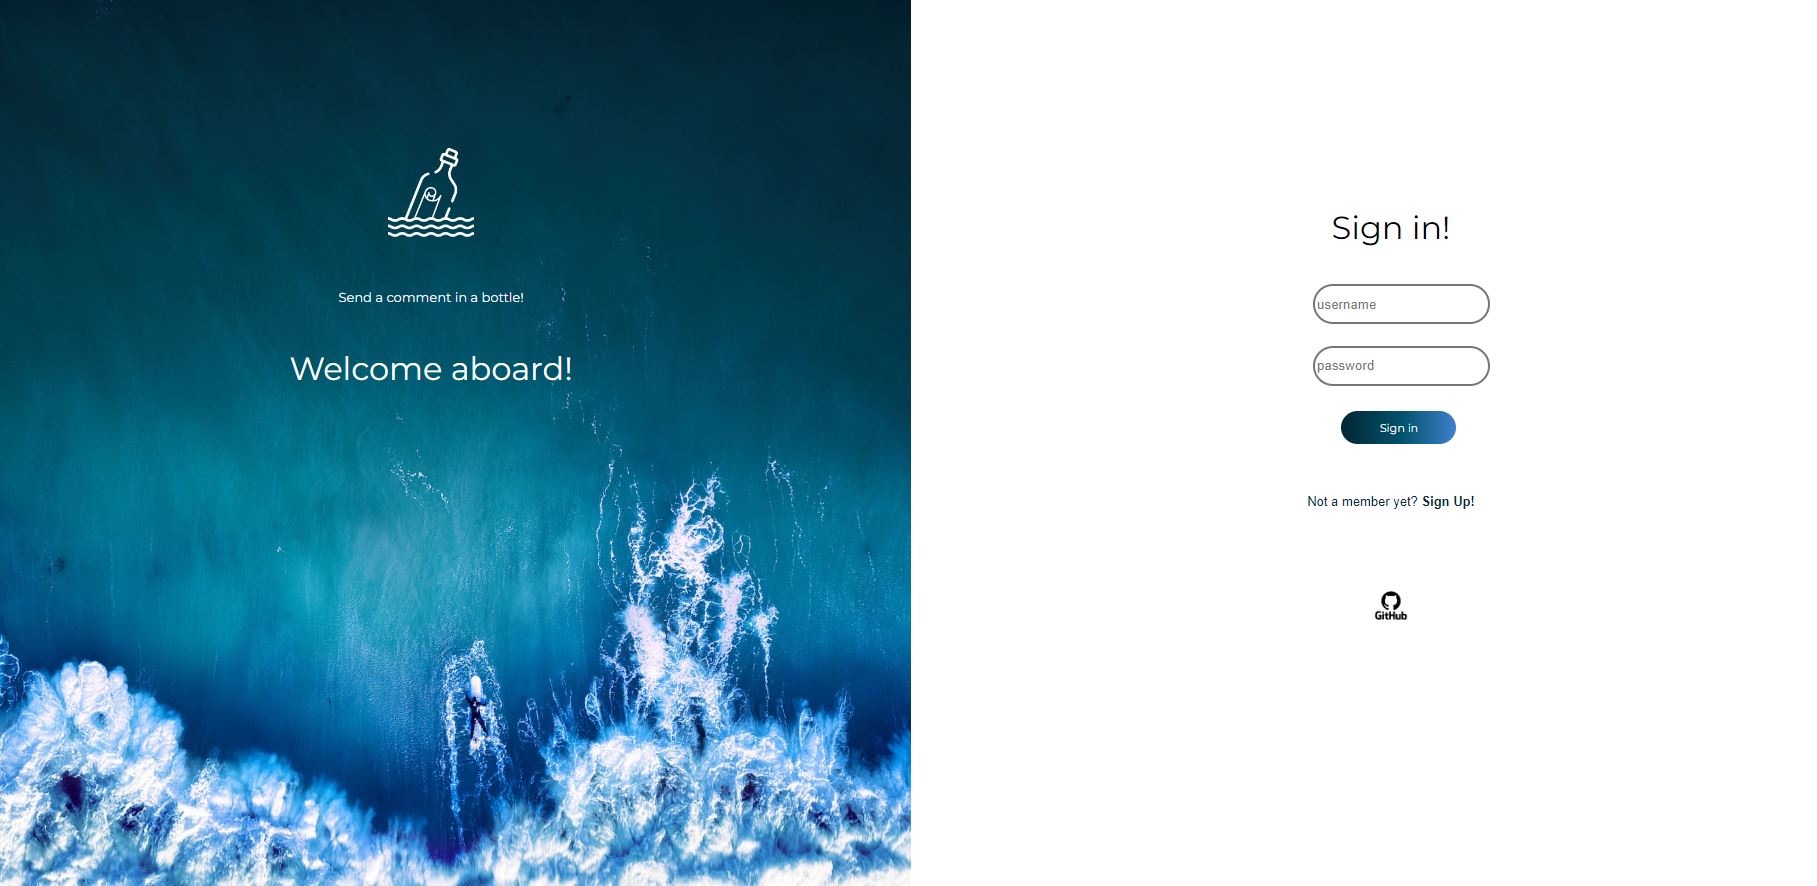 Send a comment in a bottle!
Welcome aboard!
Sign in!
username
password
Sign in
Not a member yet? Sign Up!
GitHub